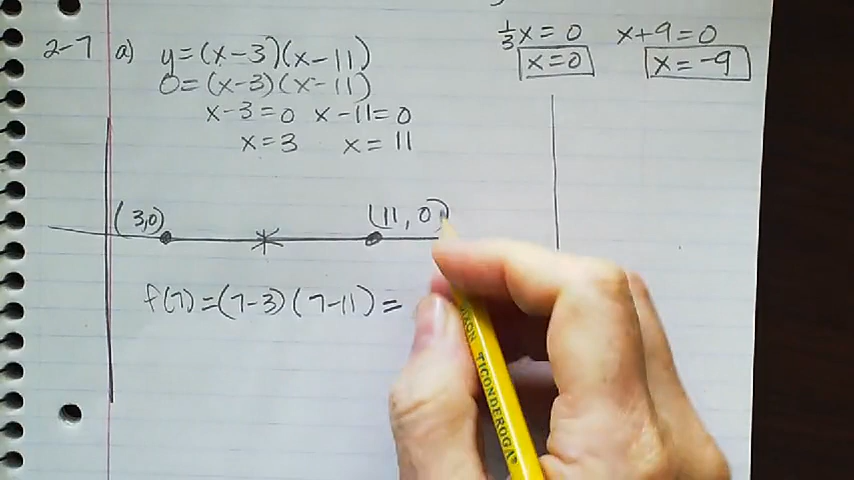 2-7 a) y=(x-3)(x-11)
0=(x-3)(x-11)
x-3=0 x-11=0
x=3 x=11
(3,0) (11,0)
f(7)=(7-3)(7-11)=
1/3x=0 x+9=0
x=0 x=-9
TICONDEROGA®